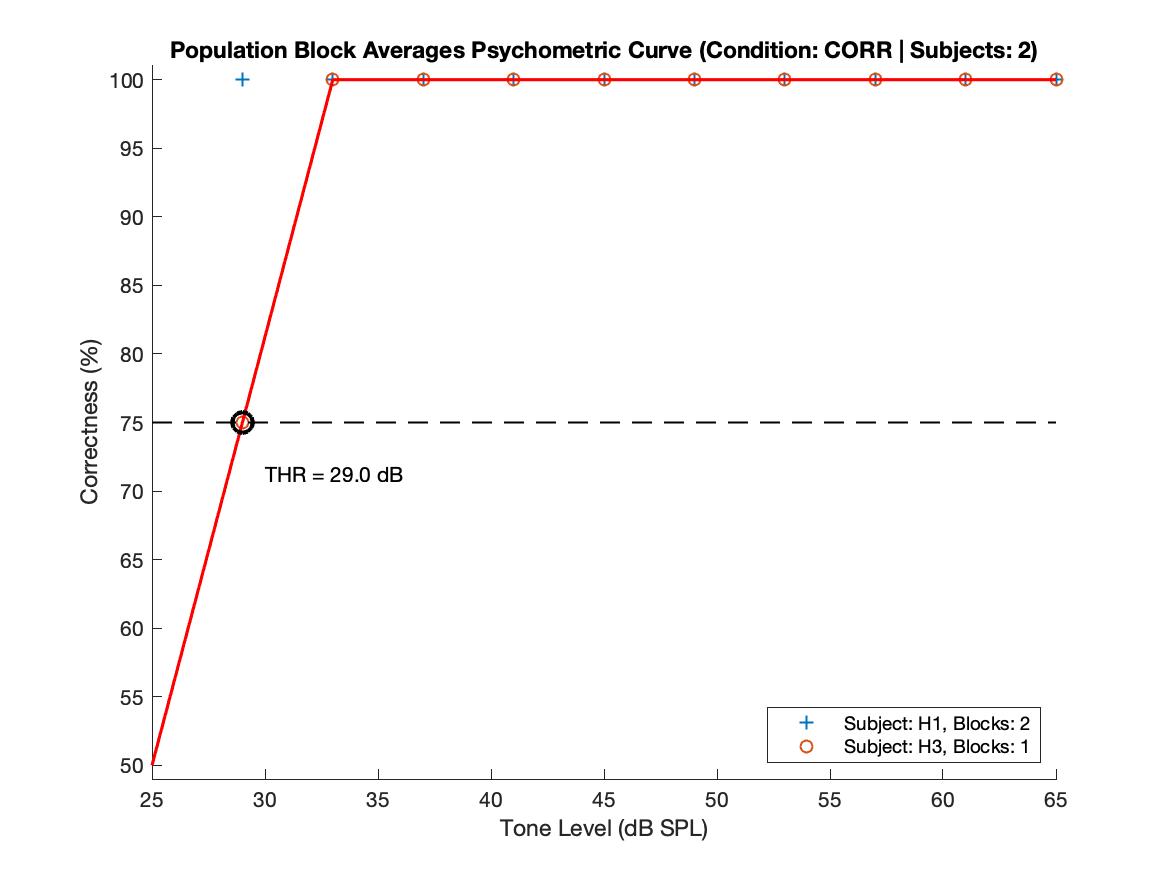 Population Block Averages Psychometric Curve (Condition: CORR | Subjects: 2)
100
95
90
85
80
75
70
65
60
55
50
Correctness (%)
THR = 29.0 dB
Subject: H1, Blocks: 2
Subject: H3, Blocks: 1
25 30 35 40 45 50 55 60 65
Tone Level (dB SPL)